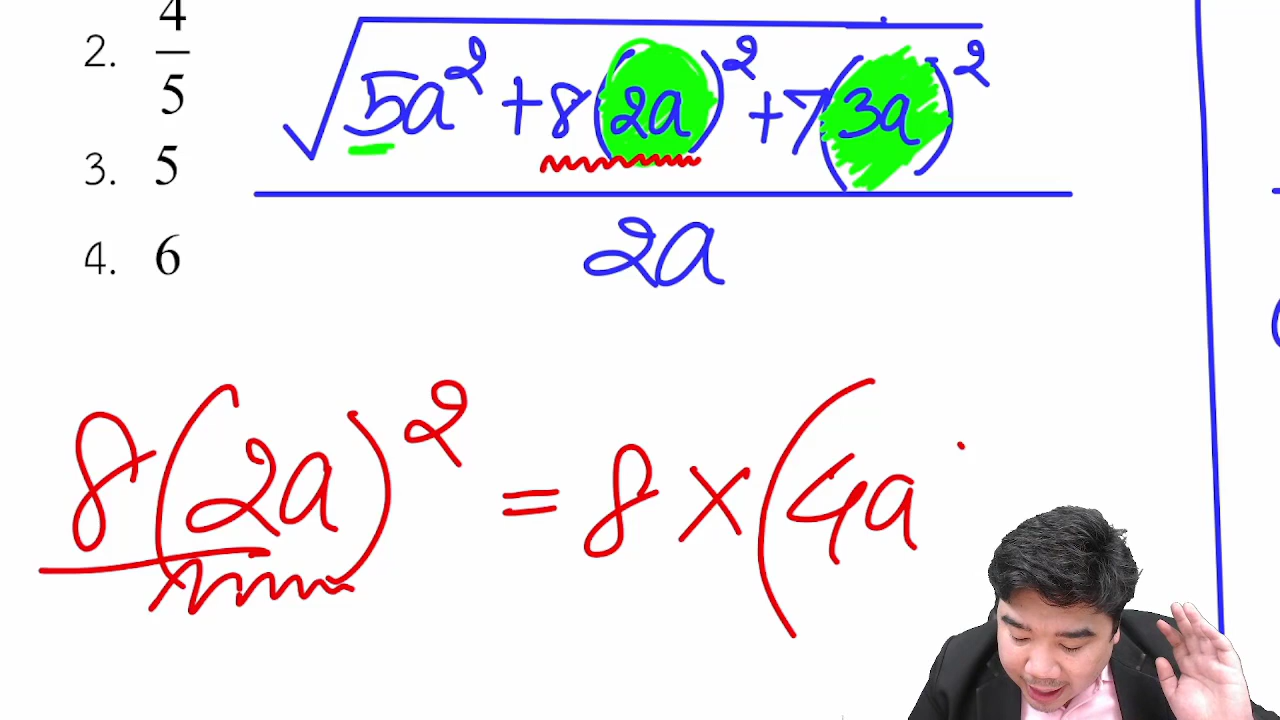 2. 4/5
√(5a² + 8(2a)² + 7(3a)²)
3. 5
2a
4. 6
8(2a)² = 8 × (4a